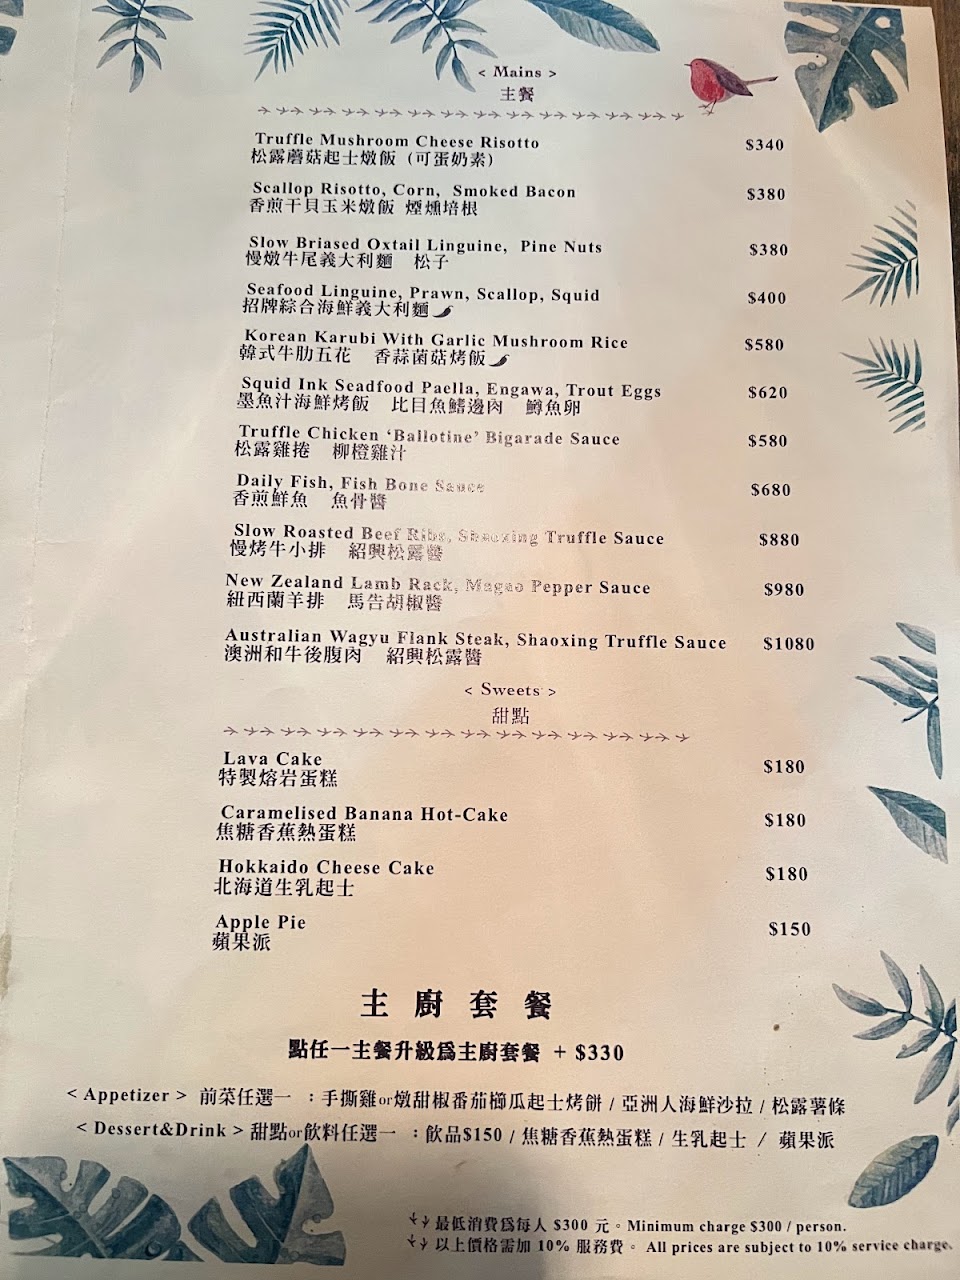 < Mains >
主餐
Truffle Mushroom Cheese Risotto $340
松露蘑菇起士燉飯 (可蛋奶素)
Scallop Risotto, Corn, Smoked Bacon $380
香煎干貝玉米燉飯 煙燻培根
Slow Briased Oxtail Linguine, Pine Nuts $380
慢燉牛尾義大利麵 松子
Seafood Linguine, Prawn, Scallop, Squid $400
招牌綜合海鮮義大利麵
Korean Karubi With Garlic Mushroom Rice $580
韓式牛肋五花 香蒜菌菇烤飯
Squid Ink Seadfood Paella, Engawa, Trout Eggs $620
墨魚汁海鮮烤飯 比目魚鰭邊肉 鱒魚卵
Truffle Chicken ‘Ballotine’ Bigarade Sauce $580
松露雞捲 柳橙雞汁
Daily Fish, Fish Bone Sauce $680
香煎鮮魚 魚骨醬
Slow Roasted Beef Ribs, Shaoxing Truffle Sauce $880
慢烤牛小排 紹興松露醬
New Zealand Lamb Rack, Magao Pepper Sauce $980
紐西蘭羊排 馬告胡椒醬
Australian Wagyu Flank Steak, Shaoxing Truffle Sauce $1080
澳洲和牛後腹肉 紹興松露醬
< Sweets >
甜點
Lava Cake $180
特製熔岩蛋糕
Caramelised Banana Hot-Cake $180
焦糖香蕉熱蛋糕
Hokkaido Cheese Cake $180
北海道生乳起士
Apple Pie $150
蘋果派
主廚套餐
點任一主餐升級為主廚套餐 + $330
< Appetizer > 前菜任選一 : 手撕雞or燉甜椒番茄櫛瓜起士烤餅 / 亞洲人海鮮沙拉 / 松露薯條
< Dessert&Drink > 甜點or飲料任選一 : 飲品$150 / 焦糖香蕉熱蛋糕 / 生乳起士 / 蘋果派
最低消費為每人 $300 元。Minimum charge $300 / person.
以上價格需加 10% 服務費。 All prices are subject to 10% service charge.